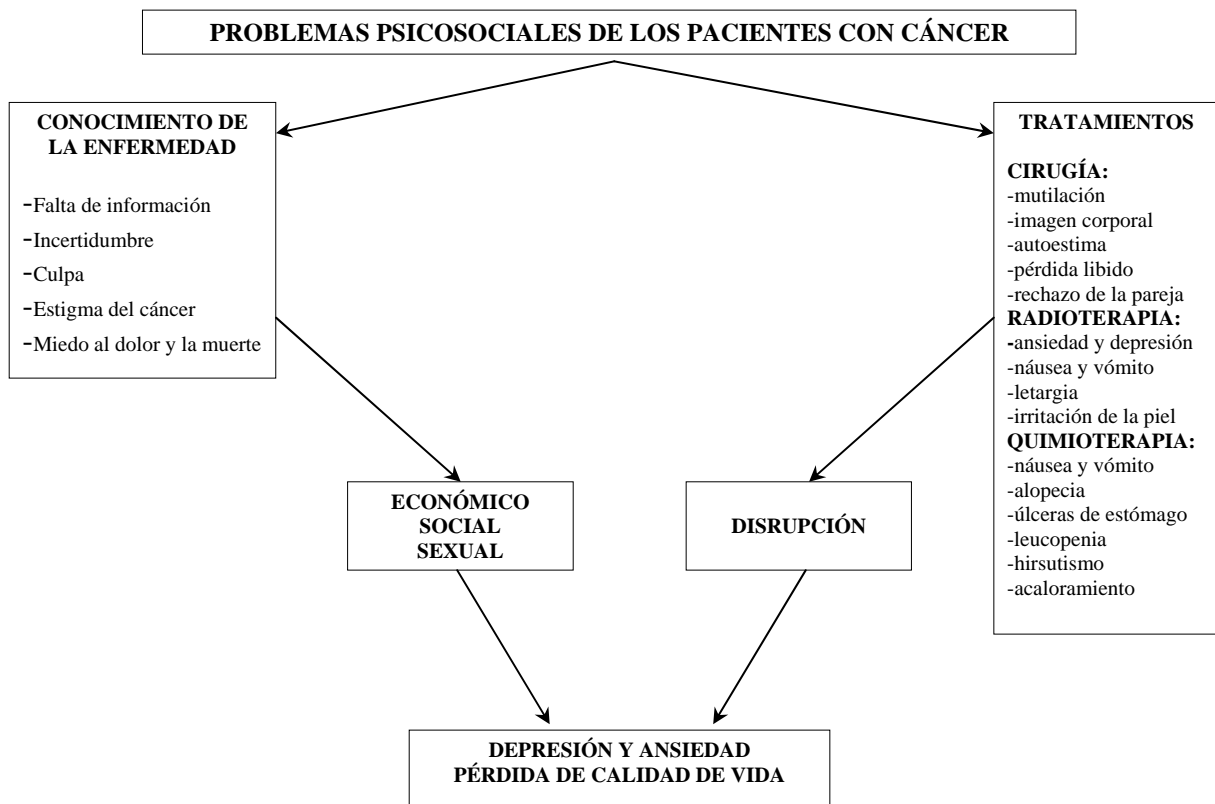 PROBLEMAS PSICOSOCIALES DE LOS PACIENTES CON CÁNCER
CONOCIMIENTO DE
LA ENFERMEDAD
-Falta de información
-Incertidumbre
-Culpa
-Estigma del cáncer
-Miedo al dolor y la muerte
TRATAMIENTOS
CIRUGÍA:
-mutilación
-imagen corporal
-autoestima
-pérdida libido
-rechazo de la pareja
RADIOTERAPIA:
-ansiedad y depresión
-náusea y vómito
-letargia
-irritación de la piel
QUIMIOTERAPIA:
-náusea y vómito
-alopecia
-úlceras de estómago
-leucopenia
-hirsutismo
-acaloramiento
ECONÓMICO
SOCIAL
SEXUAL
DISRUPCIÓN
DEPRESIÓN Y ANSIEDAD
PÉRDIDA DE CALIDAD DE VIDA